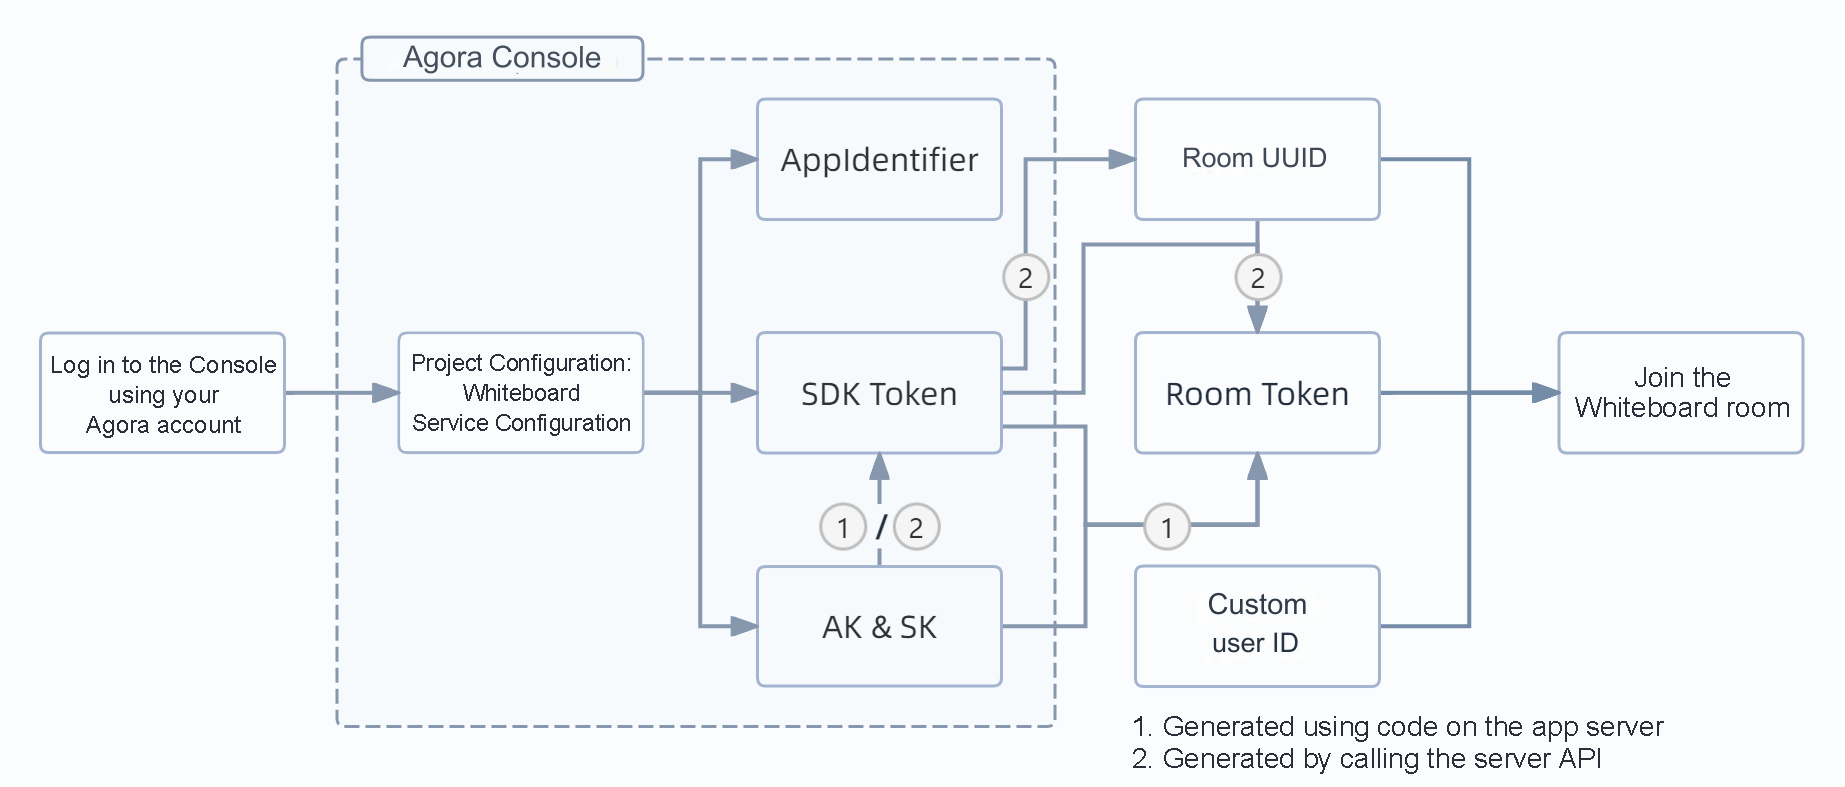 Agora Console
AppIdentifier
Room UUID
2
2
Log in to the Console
using your
Agora account
Project Configuration:
Whiteboard
Service Configuration
SDK Token
Room Token
Join the
Whiteboard room
1 / 2
1
AK & SK
Custom
user ID
1. Generated using code on the app server
2. Generated by calling the server API